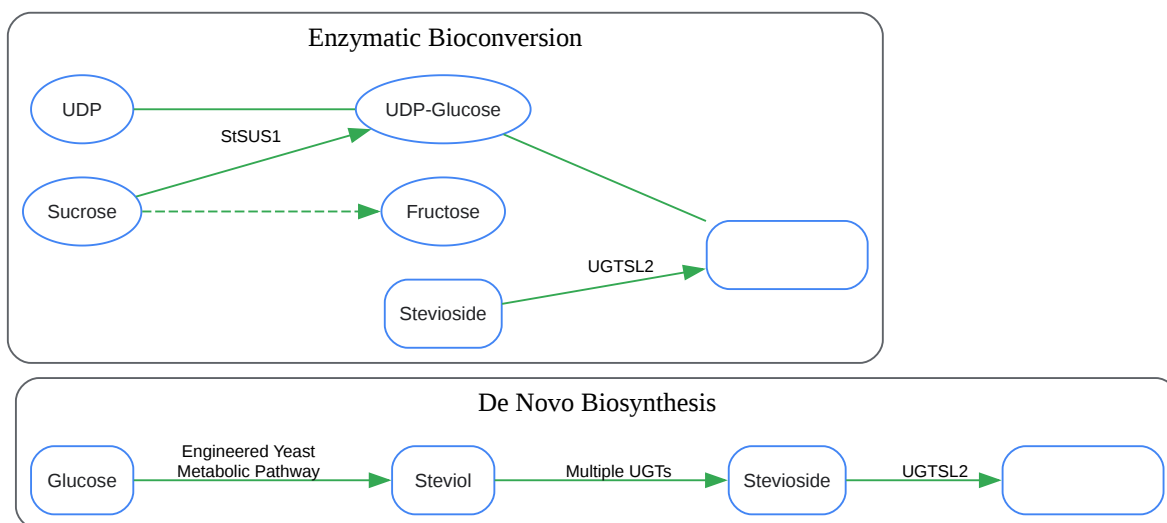 Enzymatic Bioconversion
UDP
UDP-Glucose
StSUS1
Sucrose
Fructose
UGTSL2
Stevioside
De Novo Biosynthesis
Glucose
Engineered Yeast
Metabolic Pathway
Steviol
Multiple UGTs
Stevioside
UGTSL2